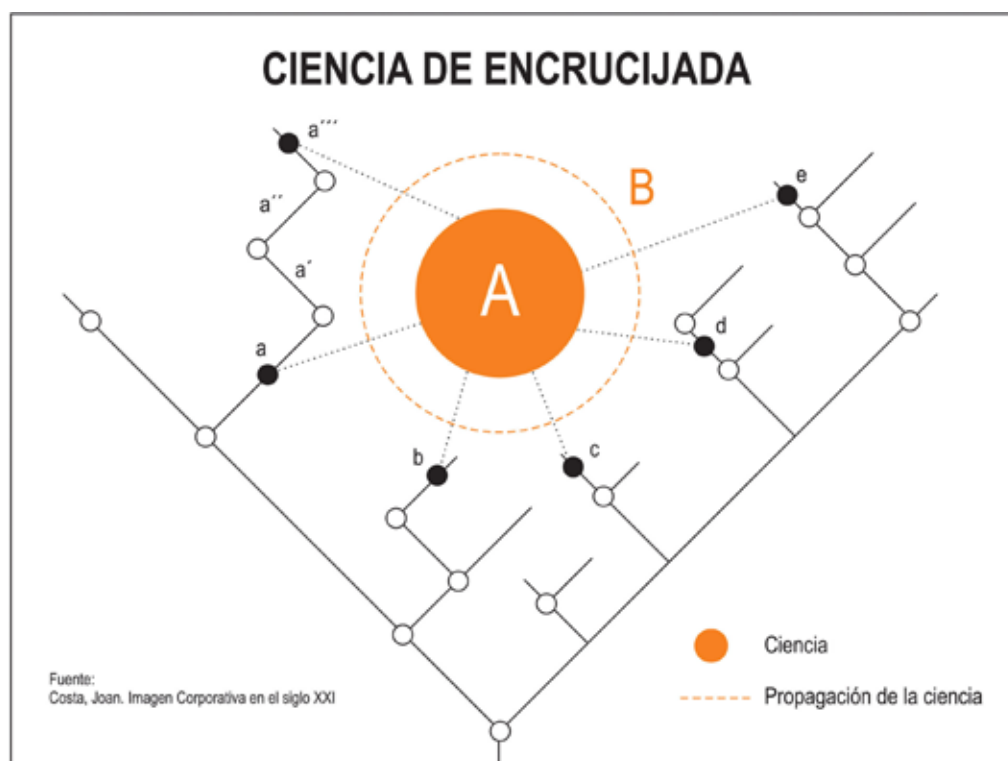 CIENCIA DE ENCRUCIJADA
a´´´
B
e
a´´
A
a´
d
a
b
c
Ciencia
Propagación de la ciencia
Fuente:
Costa, Joan. Imagen Corporativa en el siglo XXI